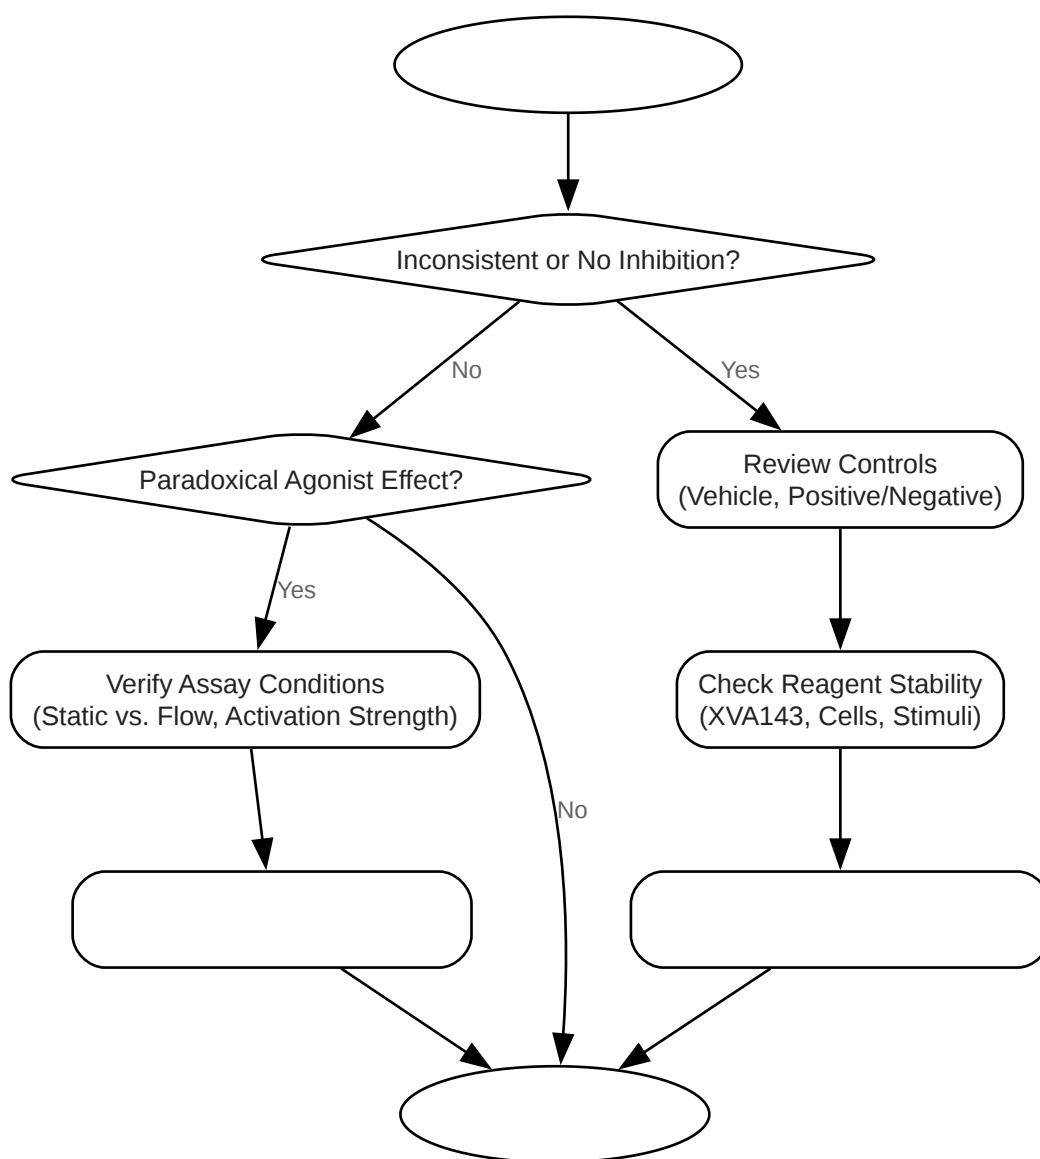 Inconsistent or No Inhibition?
No
Yes
Paradoxical Agonist Effect?
Review Controls
(Vehicle, Positive/Negative)
Yes
Verify Assay Conditions
(Static vs. Flow, Activation Strength)
Check Reagent Stability
(XVA143, Cells, Stimuli)
No